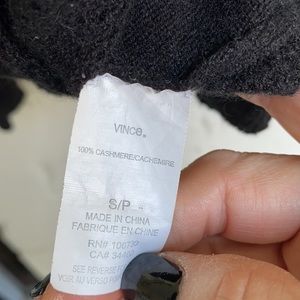 VINCE.
100% CASHMERE/CACHEMIRE
S/P -
MADE IN CHINA
FABRIQUE EN CHINE
RN#
CA#
SEE REVERSE
VOIR AU VERSO